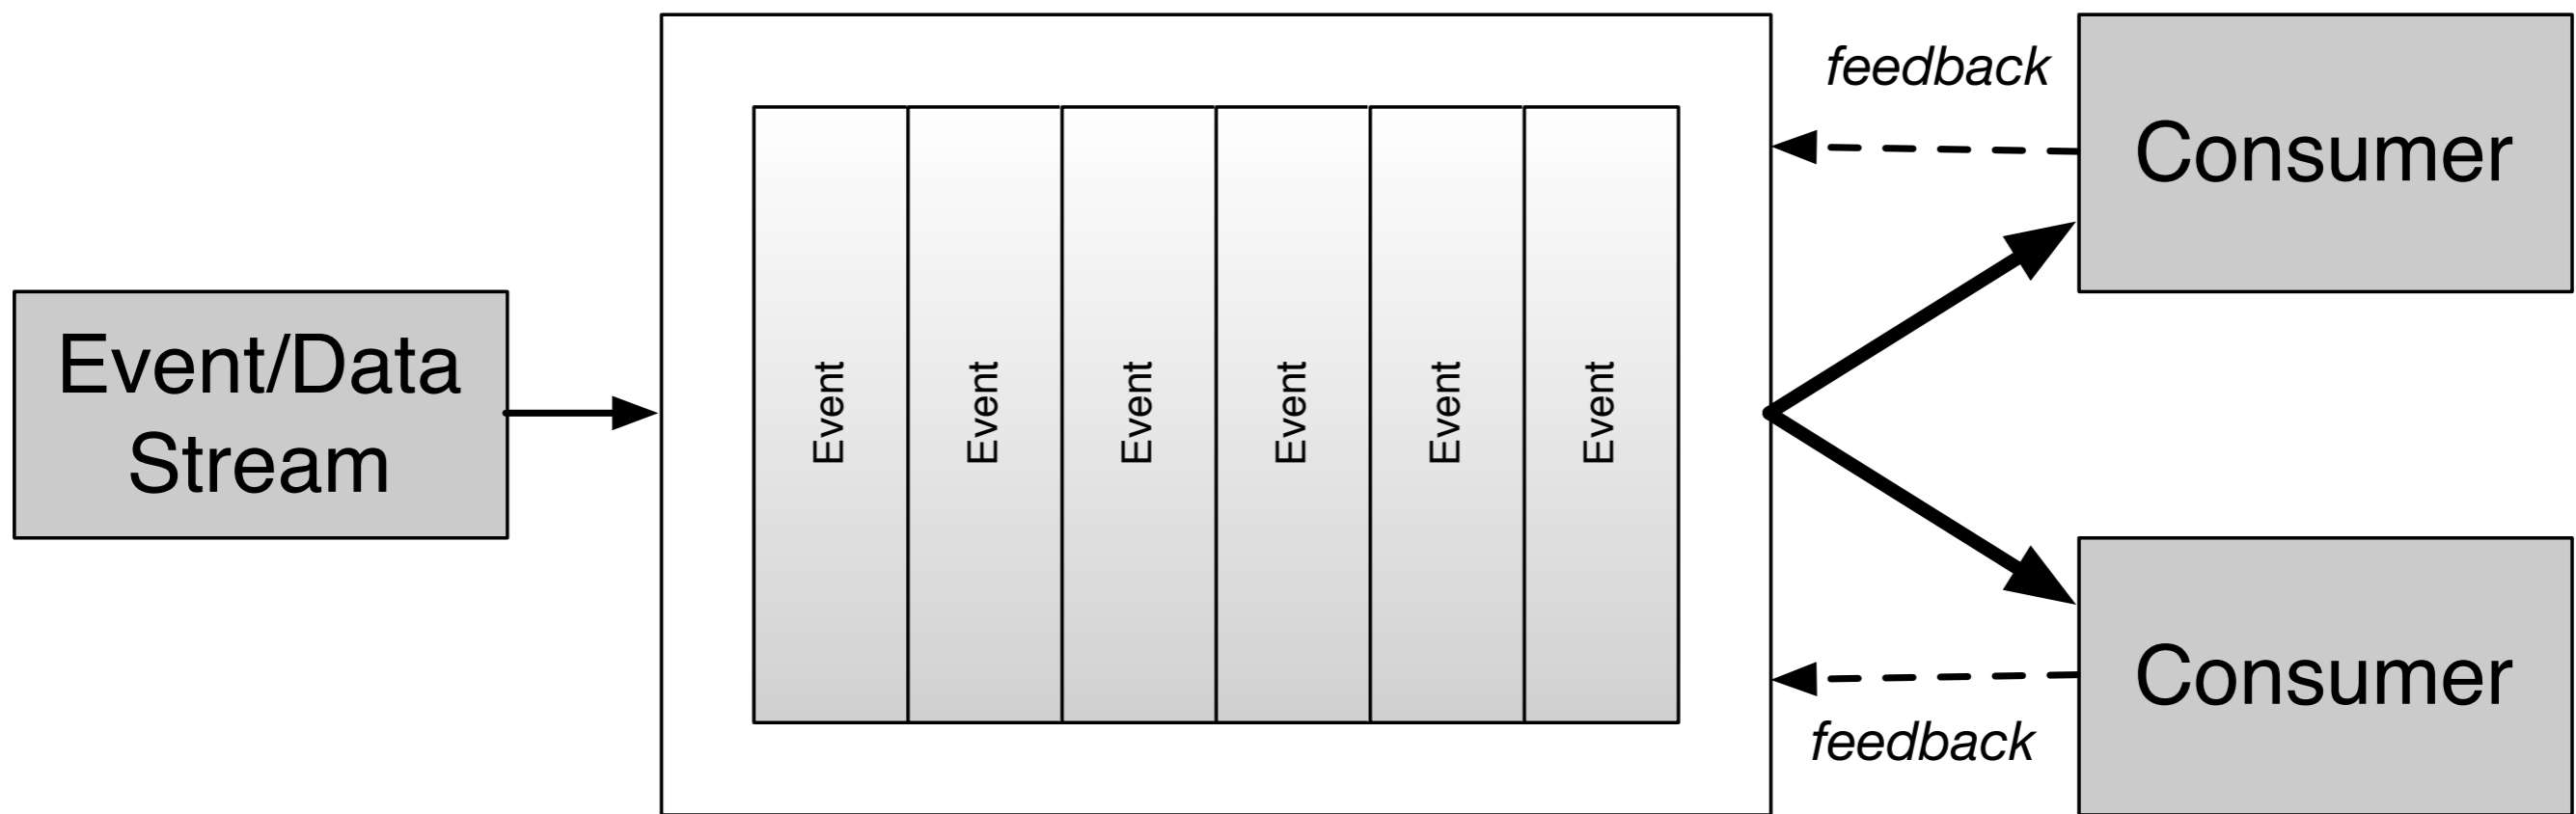 Event/Data
Stream
Event
Event
Event
Event
Event
Event
feedback
Consumer
Consumer
feedback